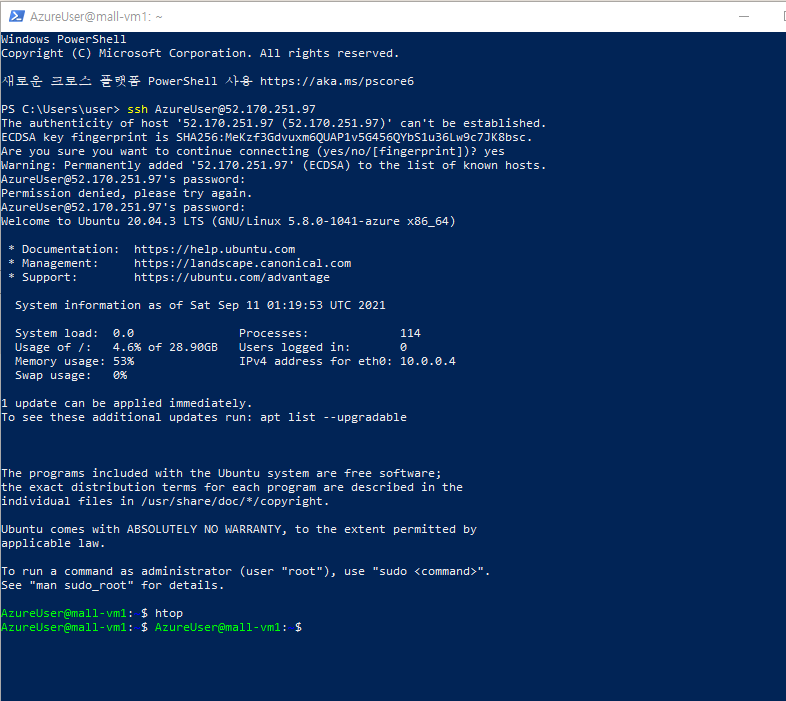 AzureUser@mall-vm1: ~
Windows PowerShell
Copyright (C) Microsoft Corporation. All rights reserved.
새로운 크로스 플랫폼 PowerShell 사용 https://aka.ms/pscore6
PS C:\Users\user> ssh AzureUser@52.170.251.97
The authenticity of host '52.170.251.97 (52.170.251.97)' can't be established.
ECDSA key fingerprint is SHA256:MeKzf3Gdvuxm6QUAP1v5G456QYbS1u36Lw9c7JK8bsc.
Are you sure you want to continue connecting (yes/no/[fingerprint])? yes
Warning: Permanently added '52.170.251.97' (ECDSA) to the list of known hosts.
AzureUser@52.170.251.97's password:
Permission denied, please try again.
AzureUser@52.170.251.97's password:
Welcome to Ubuntu 20.04.3 LTS (GNU/Linux 5.8.0-1041-azure x86_64)
* Documentation:  https://help.ubuntu.com
* Management:     https://landscape.canonical.com
* Support:        https://ubuntu.com/advantage
System information as of Sat Sep 11 01:19:53 UTC 2021
System load:  0.0               Processes:             114
Usage of /:   4.6% of 28.90GB   Users logged in:       0
Memory usage: 53%               IPv4 address for eth0: 10.0.0.4
Swap usage:   0%
1 update can be applied immediately.
To see these additional updates run: apt list --upgradable
The programs included with the Ubuntu system are free software;
the exact distribution terms for each program are described in the
individual files in /usr/share/doc/*/copyright.
Ubuntu comes with ABSOLUTELY NO WARRANTY, to the extent permitted by
applicable law.
To run a command as administrator (user "root"), use "sudo <command>".
See "man sudo_root" for details.
AzureUser@mall-vm1: $ htop
AzureUser@mall-vm1: $ AzureUser@mall-vm1: $